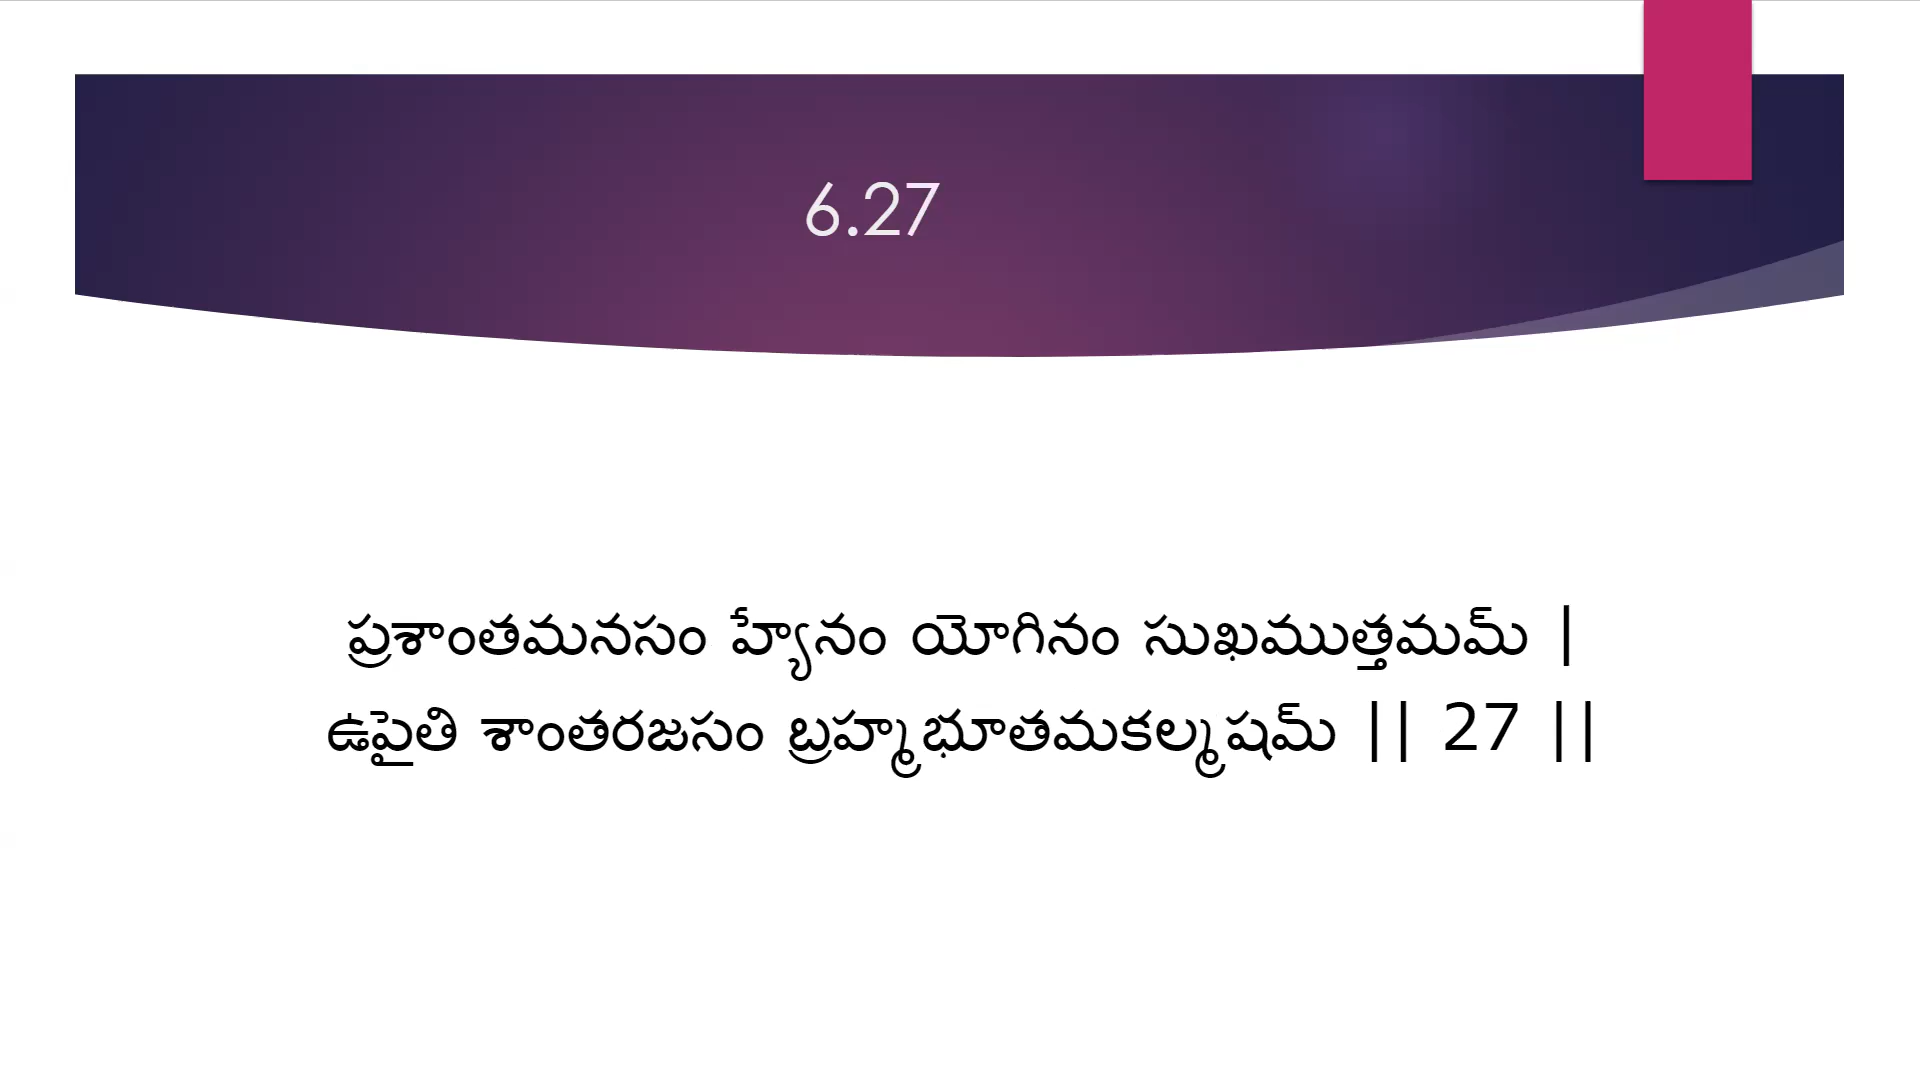 6.27
ప్రశాంతమనసం హ్యేనం యోగినం సుఖముత్తమమ్ |
ఉపైతి శాంతరజసం బ్రహ్మభూతమకల్మషమ్ || 27 ||